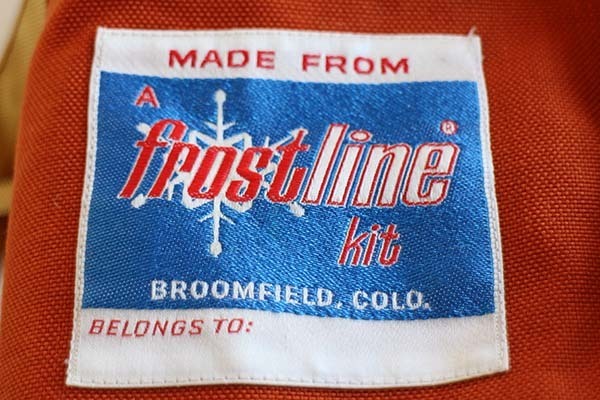 MADE FROM
A
frostline®
kit
BROOMFIELD, COLO.
BELONGS TO: